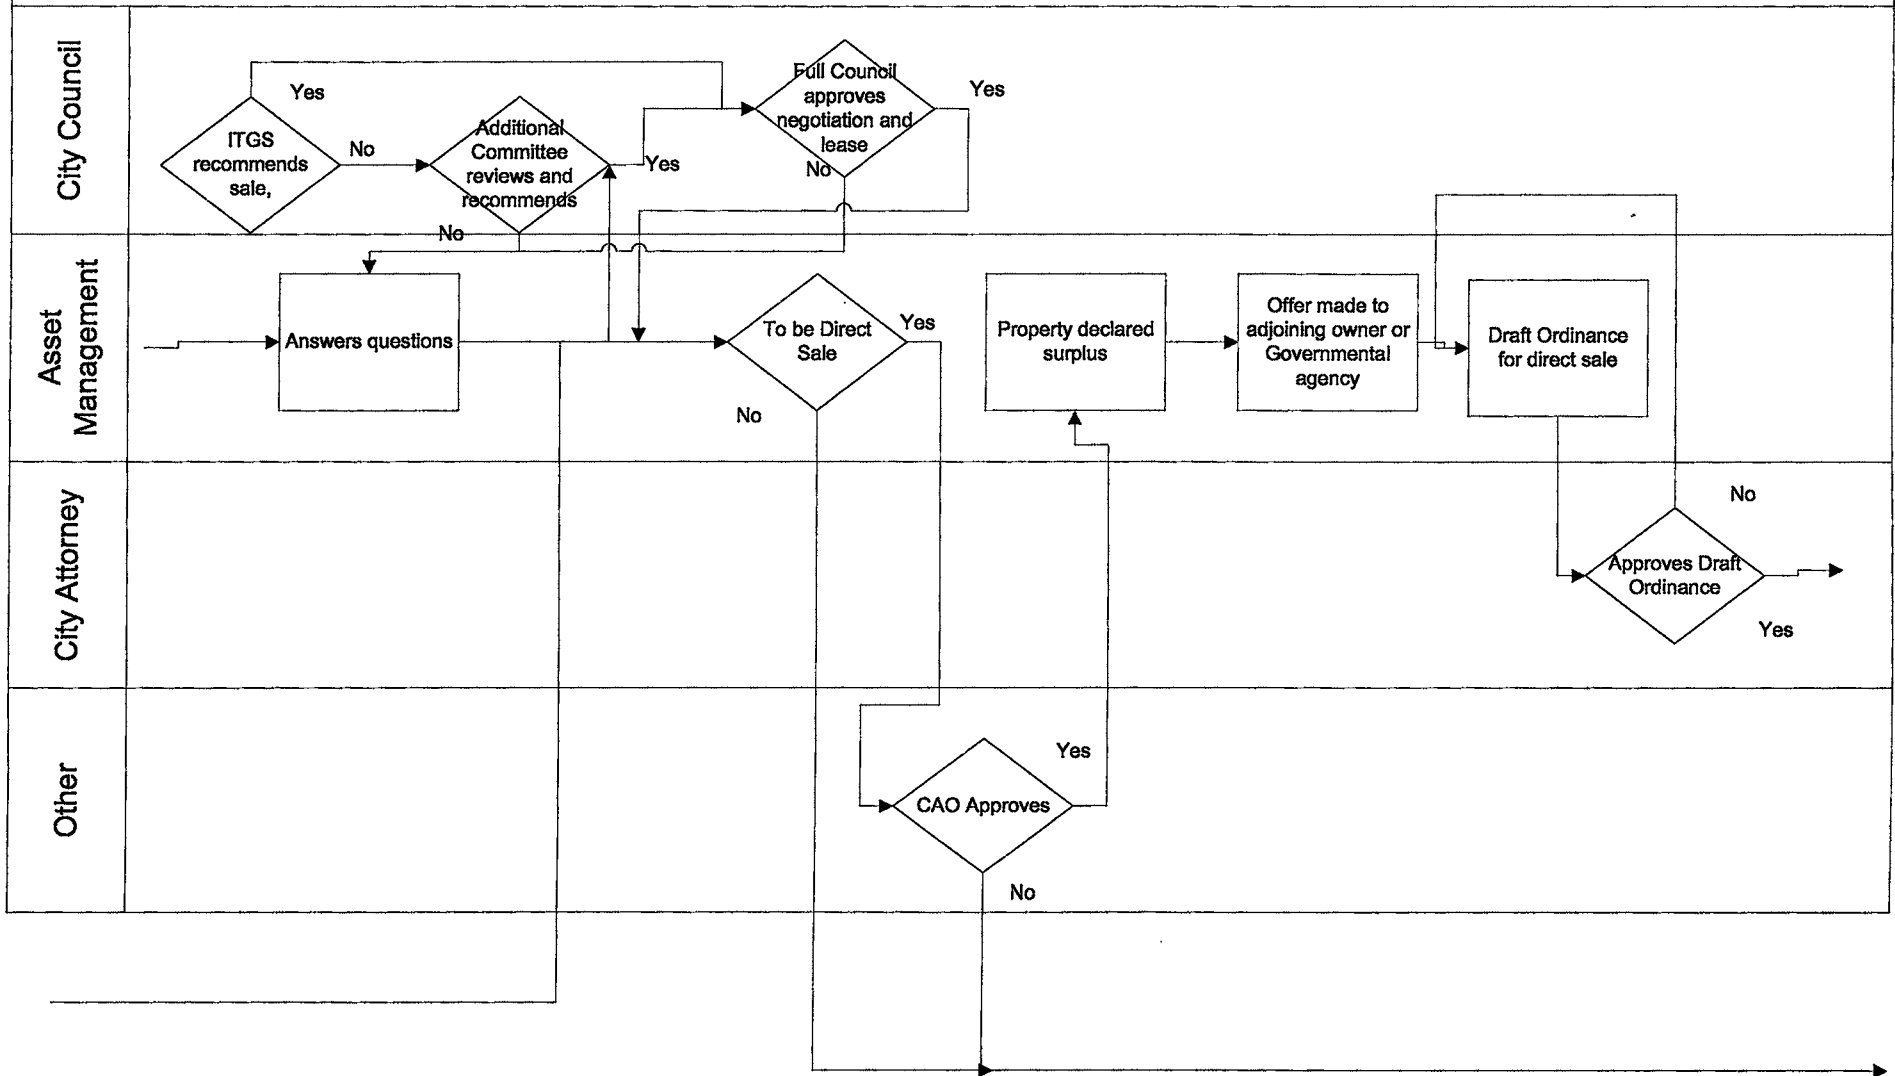 City Council
Yes
ITGS
recommends
sale,
No
Additional
Committee
reviews and
recommends
Yes
No
Full Council
approves
negotiation and
lease
Yes
No
Asset
Management
Answers questions
To be Direct
Sale
Yes
No
Property declared
surplus
Offer made to
adjoining owner or
Governmental
agency
Draft Ordinance
for direct sale
City Attorney
No
Approves Draft
Ordinance
Yes
Other
CAO Approves
Yes
No